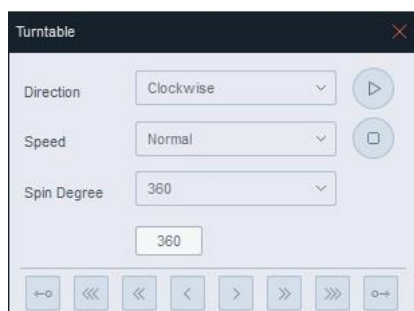 Turntable
Direction Clockwise
Speed Normal
Spin Degree 360
360